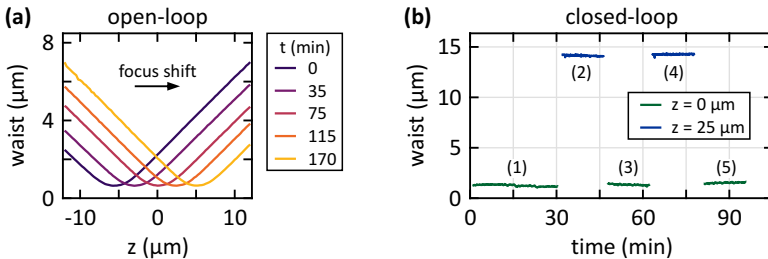 (a) open-loop
8
4
0
waist (μm)
focus shift
-10 0 10
z (μm)
t (min)
0
35
75
115
170
(b) closed-loop
15
10
5
0
waist (μm)
(2) (4)
z = 0 μm
z = 25 μm
(1) (3) (5)
0 30 60 90
time (min)